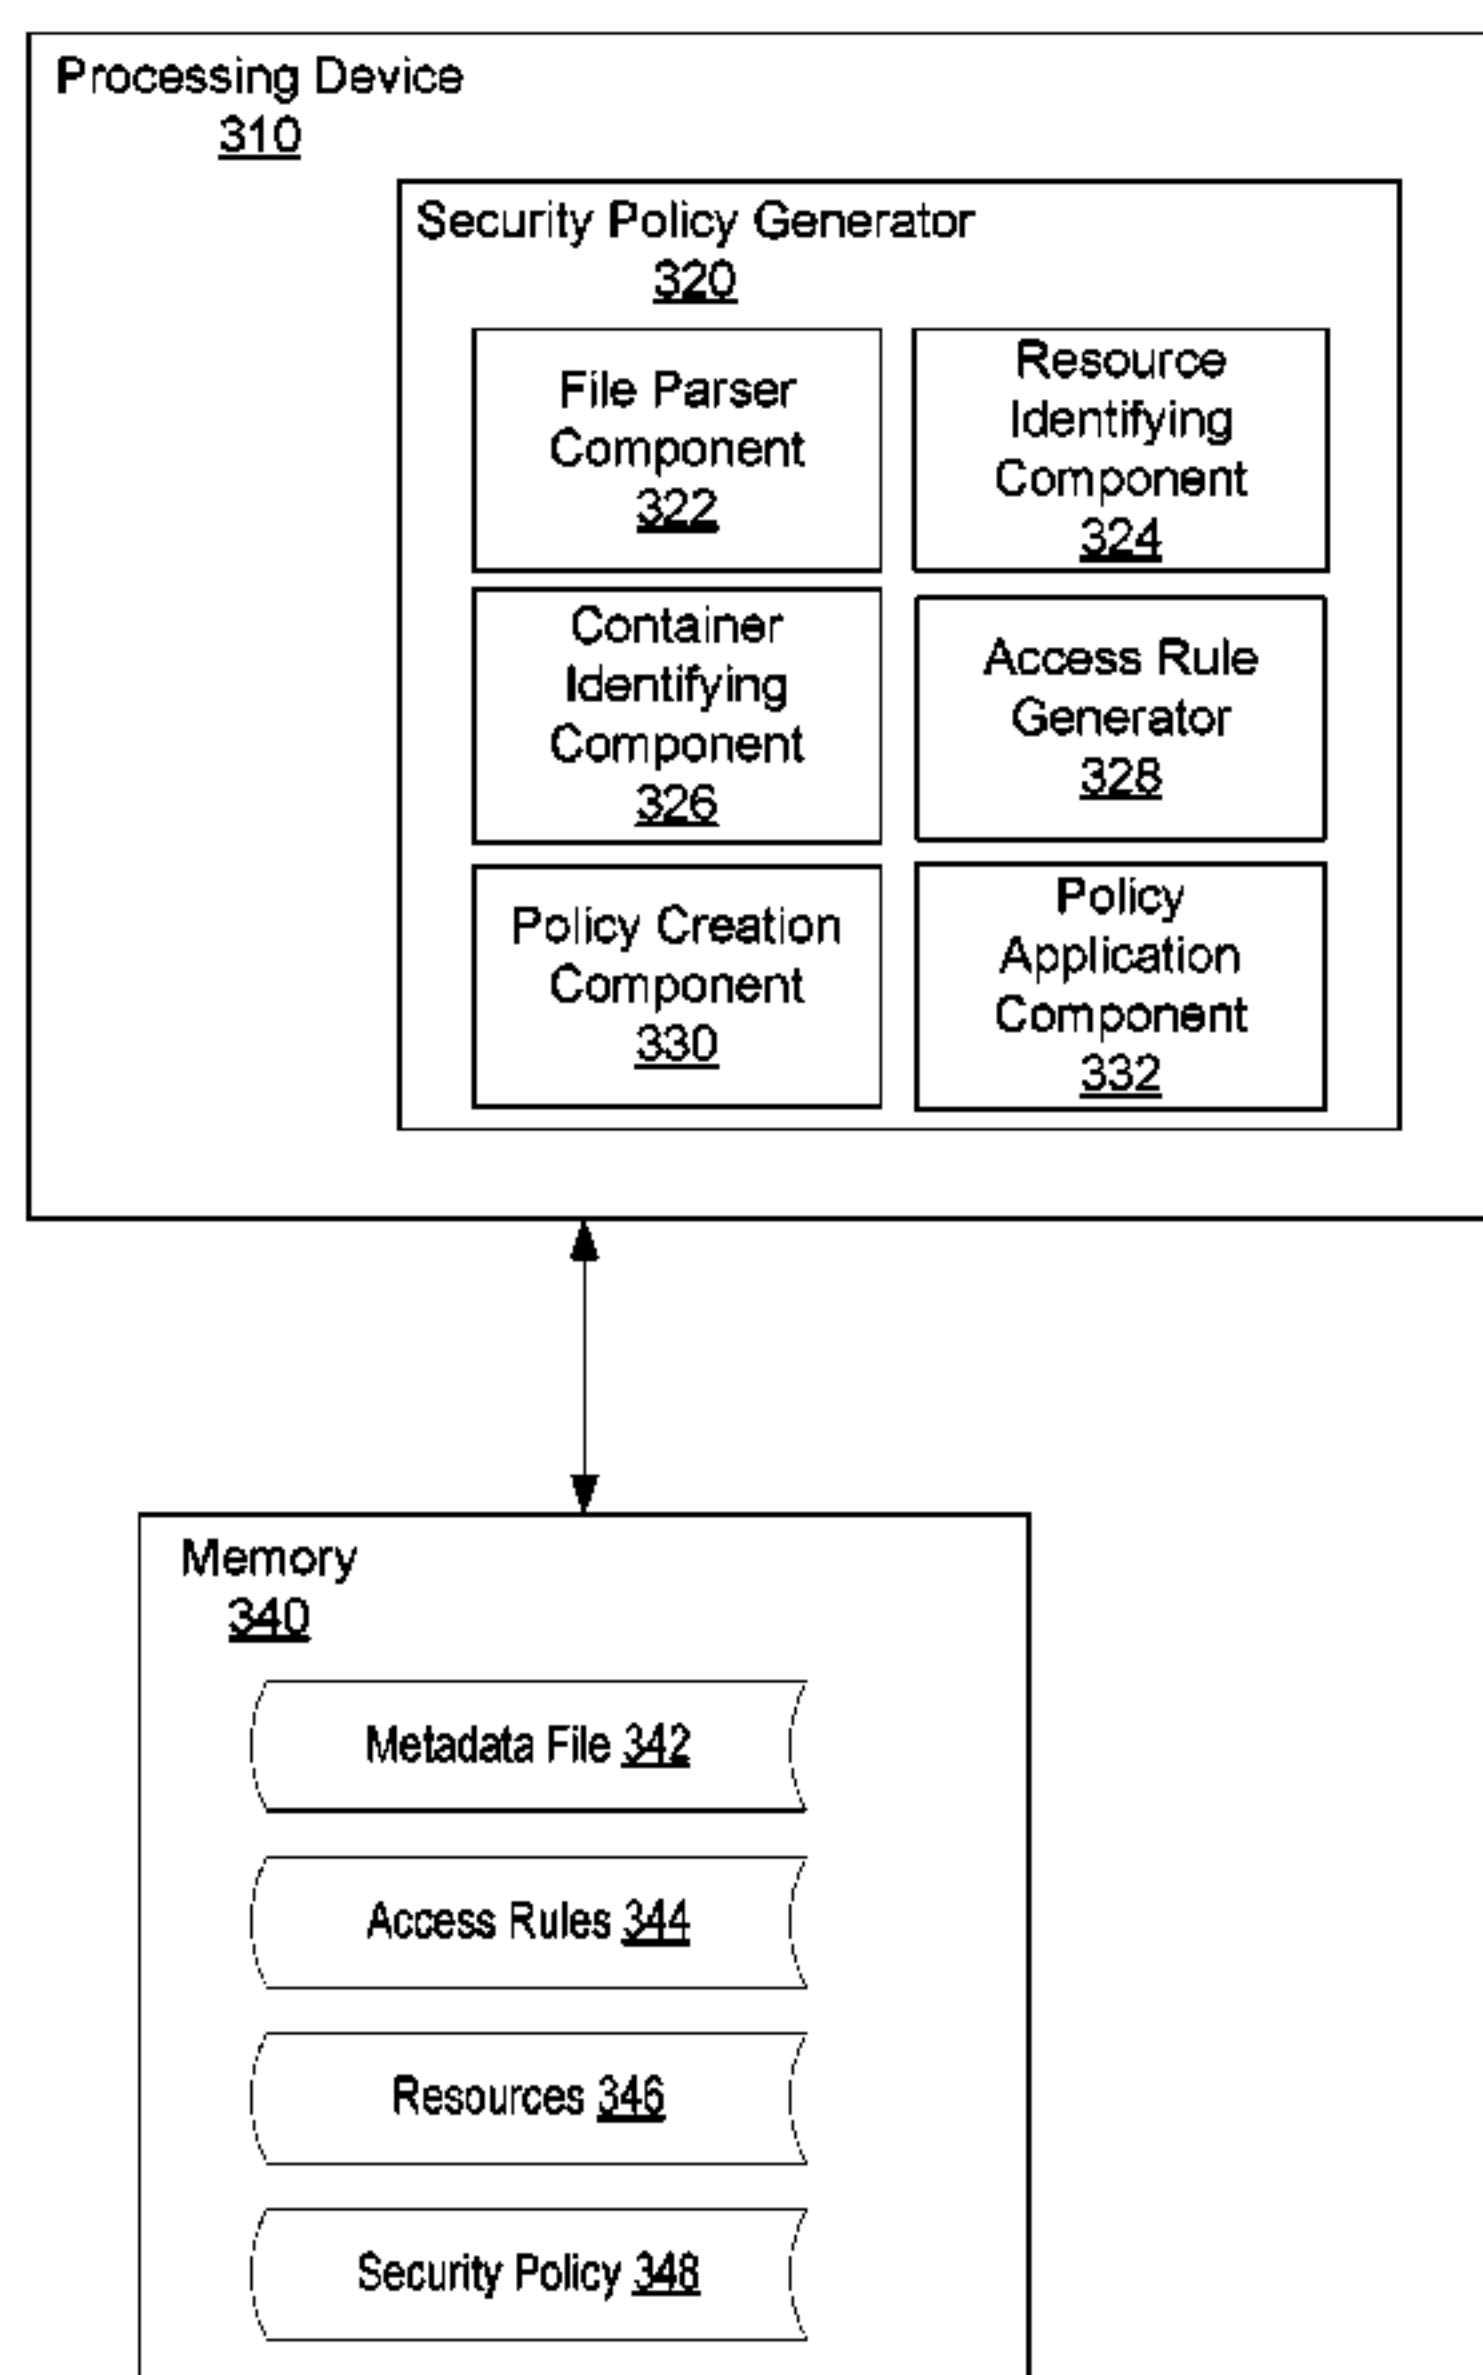 Processing Device
310
Security Policy Generator
320
File Parser
Component
322
Resource
Identifying
Component
324
Container
Identifying
Component
326
Access Rule
Generator
328
Policy Creation
Component
330
Policy
Application
Component
332
Memory
340
Metadata File 342
Access Rules 344
Resources 346
Security Policy 348